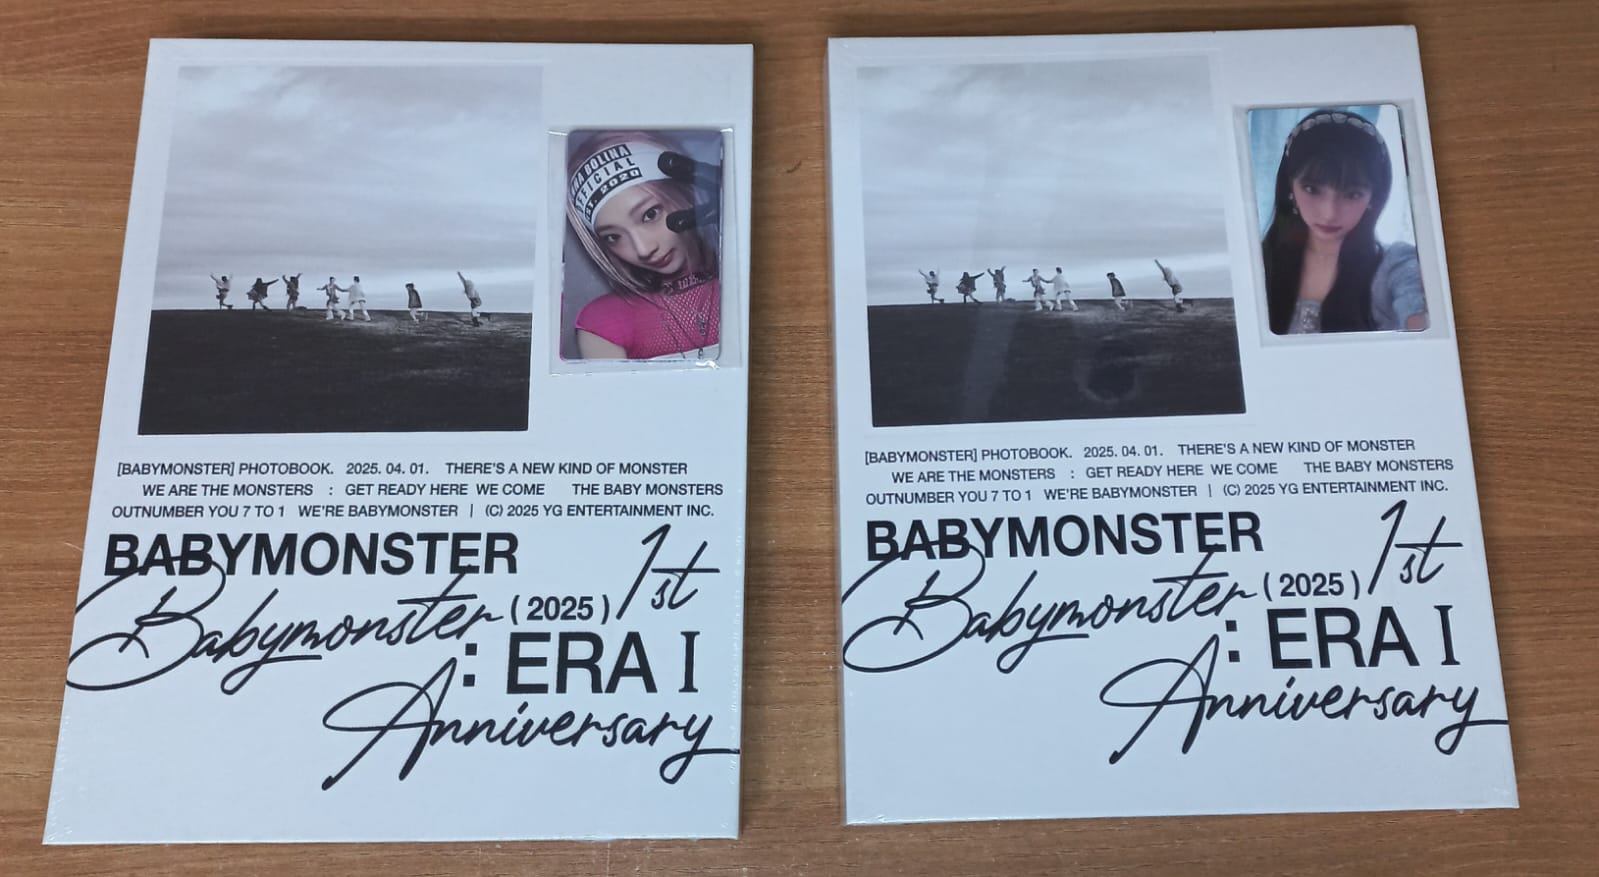 [BABYMONSTER] PHOTOBOOK. 2025. 04. 01. THERE'S A NEW KIND OF MONSTER
WE ARE THE MONSTERS : GET READY HERE WE COME THE BABY MONSTERS
OUTNUMBER YOU 7 TO 1 WE'RE BABYMONSTER | (C) 2025 YG ENTERTAINMENT INC.
BABYMONSTER 1st
Babymonster (2025)
: ERA I
Anniversary
BOLINA
OFFICIAL
EST. 2020
[BABYMONSTER] PHOTOBOOK. 2025. 04. 01. THERE'S A NEW KIND OF MONSTER
WE ARE THE MONSTERS : GET READY HERE WE COME THE BABY MONSTERS
OUTNUMBER YOU 7 TO 1 WE'RE BABYMONSTER | (C) 2025 YG ENTERTAINMENT INC.
BABYMONSTER 1st
Babymonster (2025)
: ERA I
Anniversary